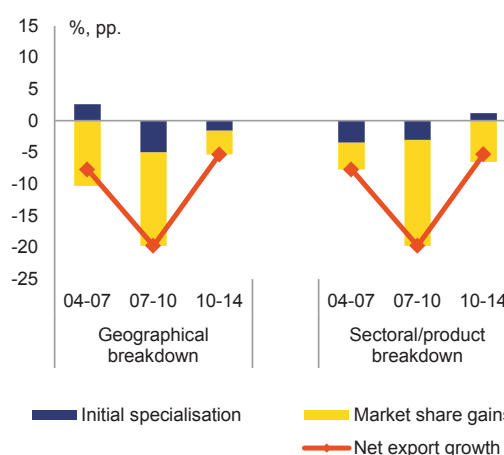 15
%, pp.
10
5
0
-5
-10
-15
-20
-25
04-07 07-10 10-14 04-07 07-10 10-14
Geographical breakdown
Sectoral/product breakdown
Initial specialisation
Market share gains
Net export growth